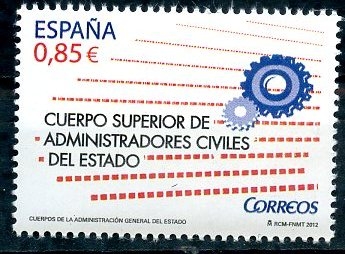 ESPAÑA
0,85€
CUERPO SUPERIOR DE
ADMINISTRADORES CIVILES
DEL ESTADO
CORREOS
CUERPOS DE LA ADMINISTRACIÓN GENERAL DEL ESTADO
RCM-FNMT 2012